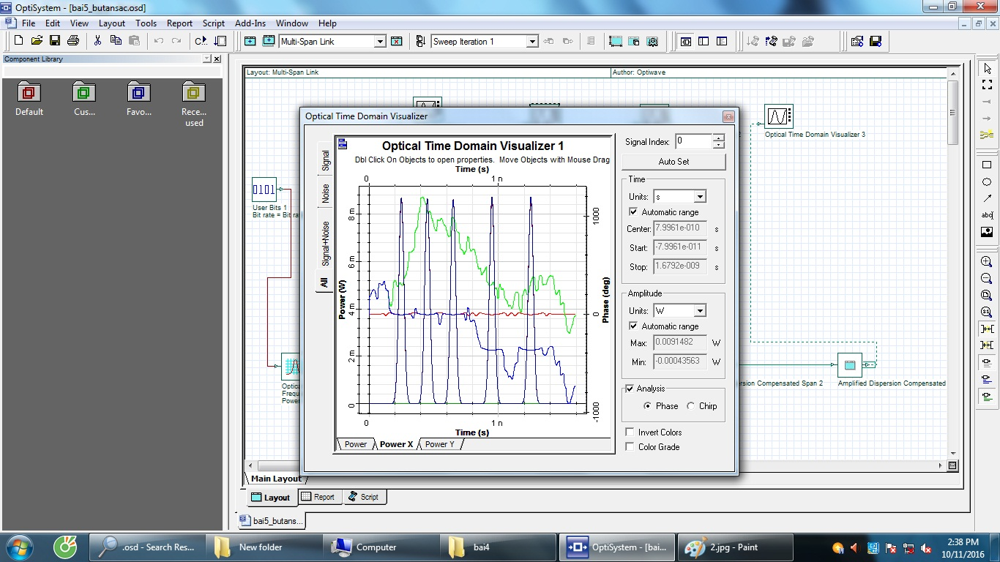 OptiSystem - [bai5_butansac.osd]
File Edit View Layout Tools Report Script Add-Ins Window Help
Multi-Span Link
Sweep Iteration 1
Component Library
Default
Cus...
Favo...
Rece...
used
Layout: Multi-Span Link
Author: Optiwave
Optical Time Domain Visualizer 3
0101
User Bits 1
Bit rate = Bit ra
Optica
Frequ
Power
ersion Compensated Span 2
Amplified Dispersion Compensated
Optical Time Domain Visualizer
Signal
Noise
Signal+Noise
All
Optical Time Domain Visualizer 1
Dbl Click On Objects to open properties. Move Objects with Mouse Drag
Time (s)
0
1 n
8 m
6 m
4 m
2 m
0
Power (W)
1000
0
-1000
Phase (deg)
0
1 n
Time (s)
Power
Power X
Power Y
Signal Index: 0
Auto Set
Time
Units: s
Automatic range
Center: 7.9961e-010 s
Start: -7.9961e-011 s
Stop: 1.6792e-009 s
Amplitude
Units: W
Automatic range
Max: 0.0091482 W
Min: -0.00043563 W
Analysis
Phase
Chirp
Invert Colors
Color Grade
abc
1:1
Main Layout
Layout
Report
Script
bai5_butans...
.osd - Search Res...
New folder
Computer
bai4
OptiSystem - [bai...
2.jpg - Paint
2:38 PM
10/11/2016